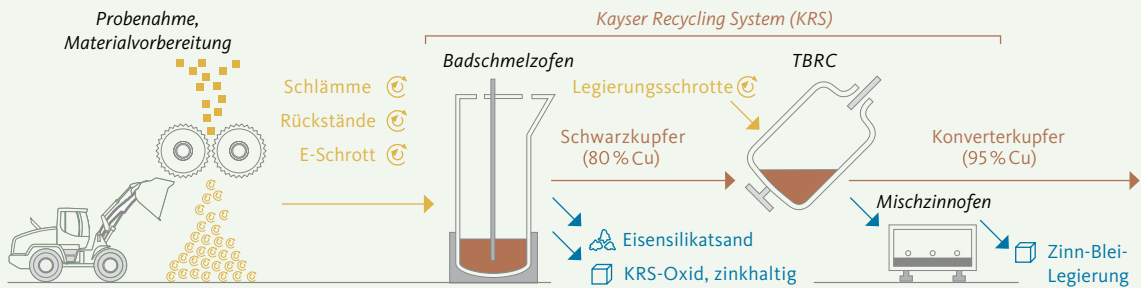 Probenahme,
Materialvorbereitung
Kayser Recycling System (KRS)
Badschmelzofen
TBRC
Schlämme
Rückstände
E-Schrott
Legierungsschrotte
Schwarzkupfer
(80 % Cu)
Konverterkupfer
(95 % Cu)
Mischzinnofen
Eisensilikatsand
KRS-Oxid, zinkhaltig
Zinn-Blei-
Legierung